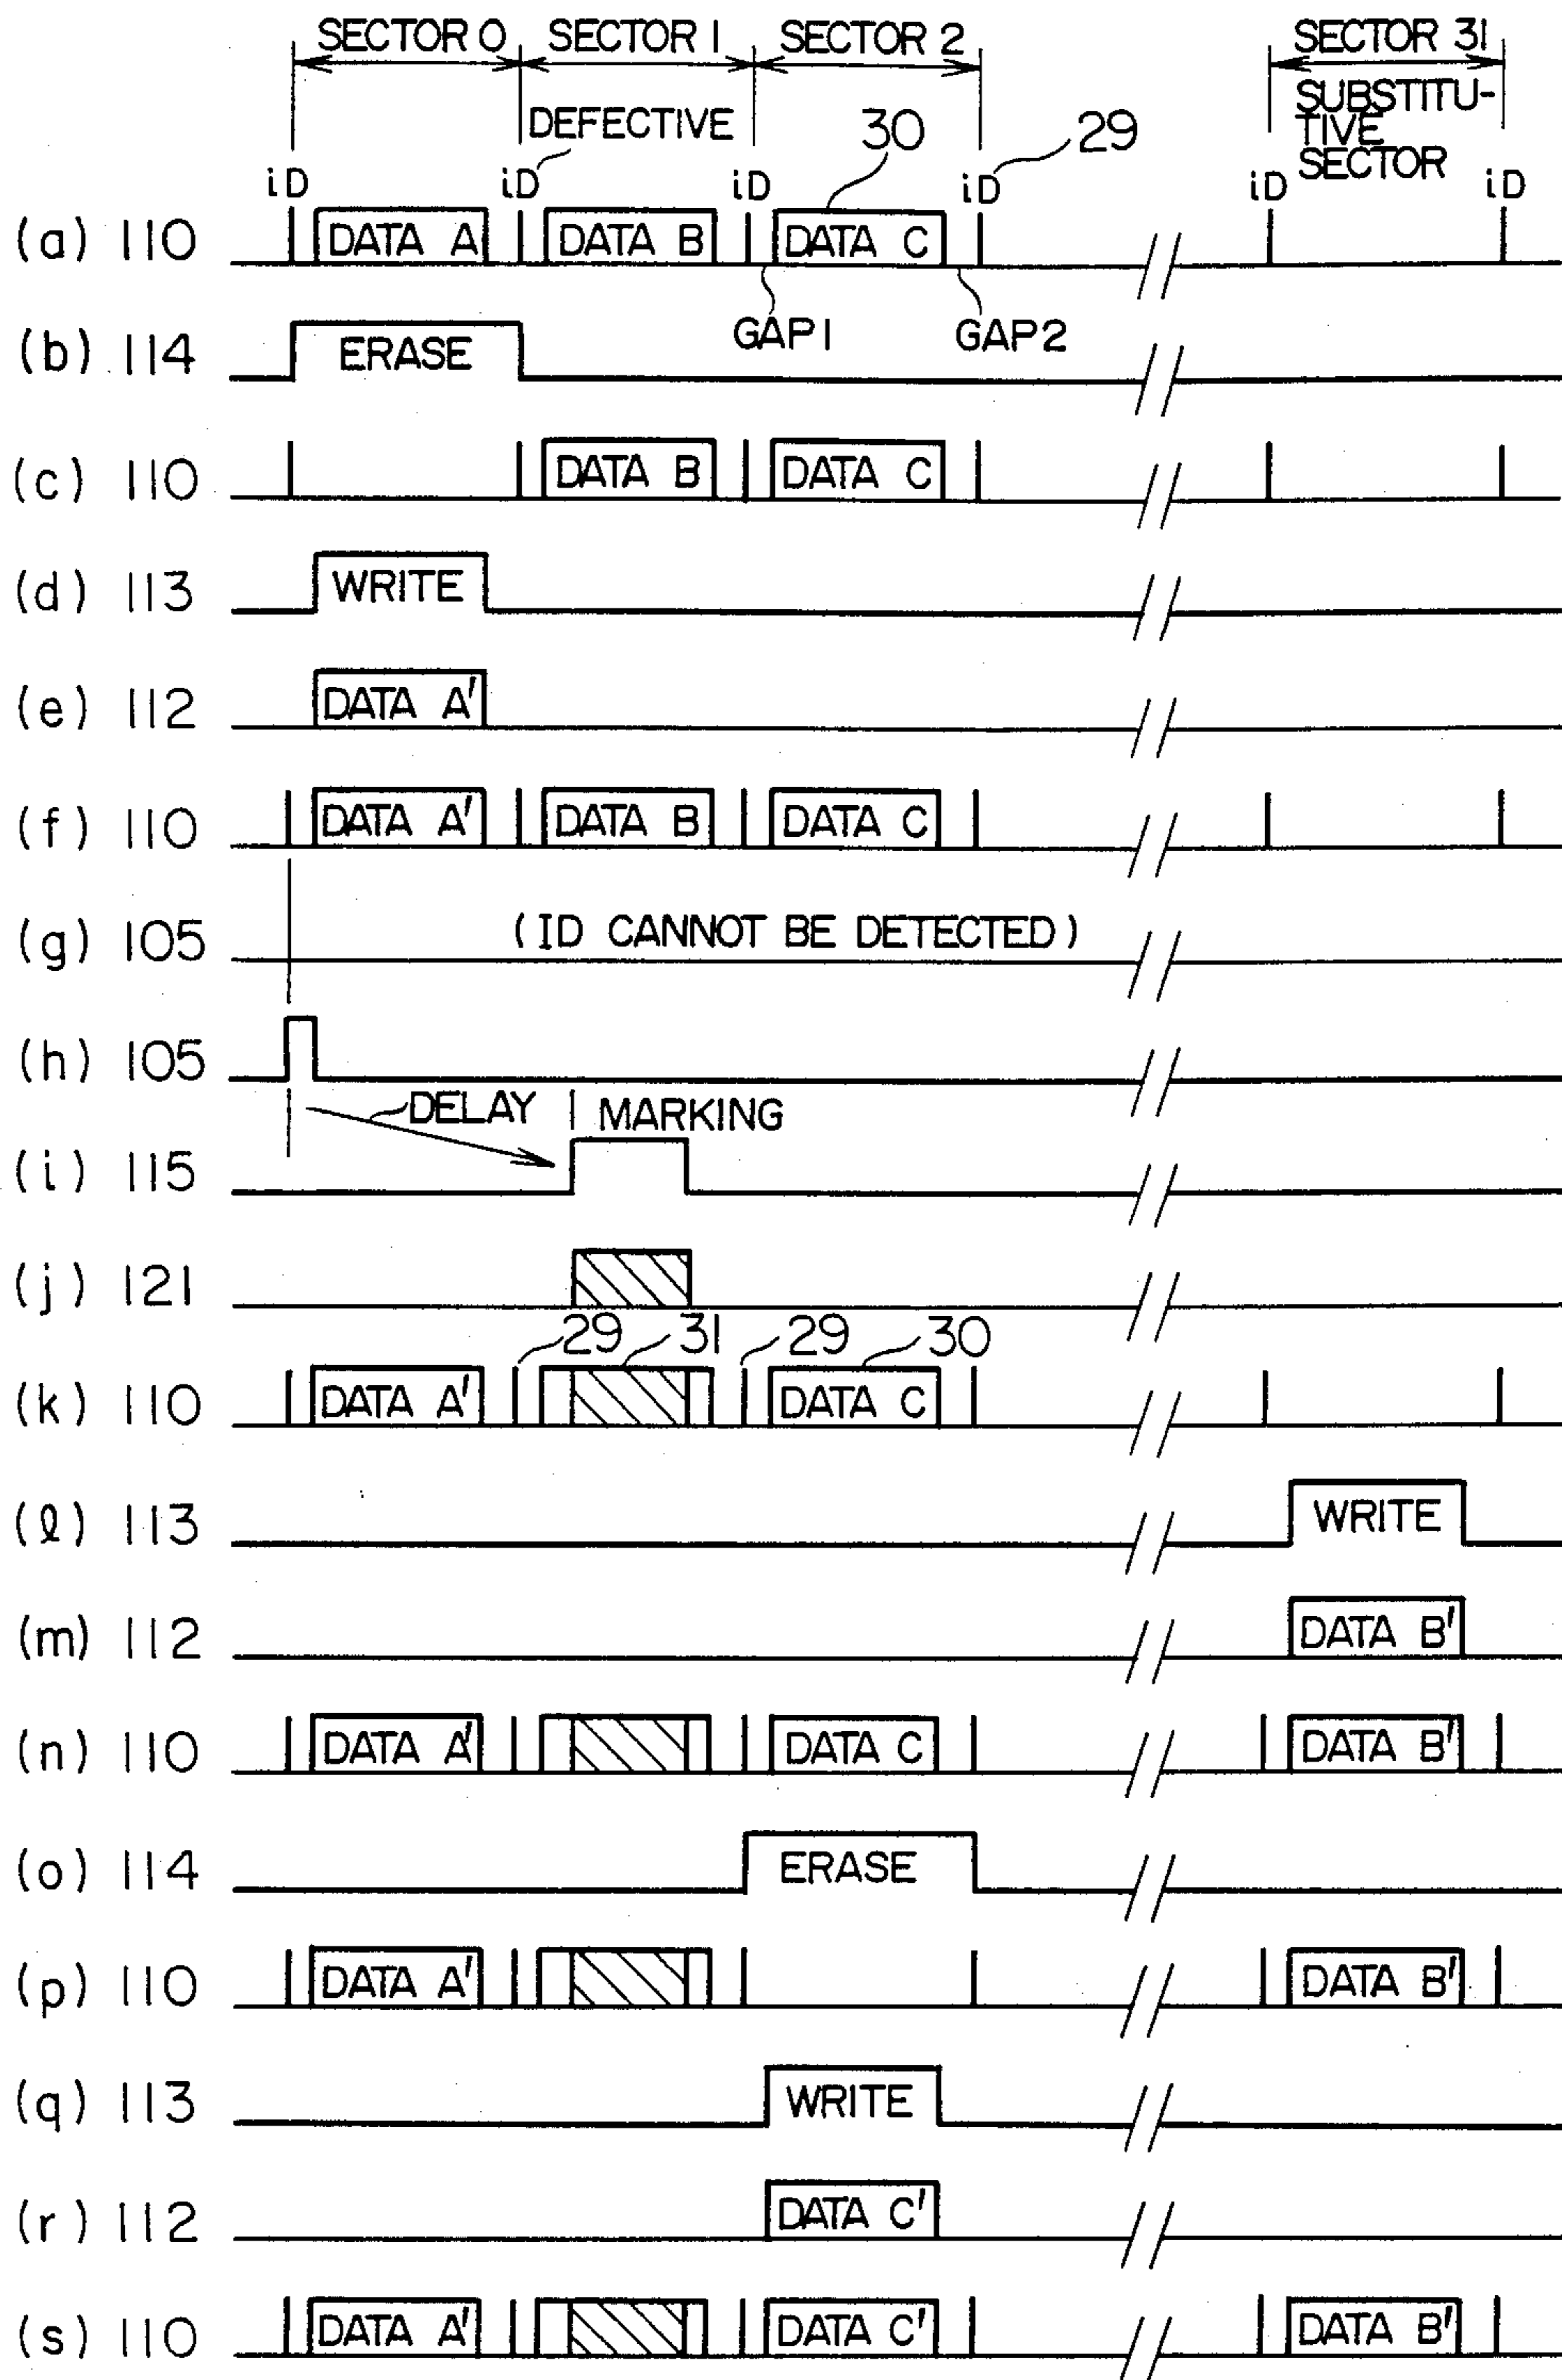 SECTOR 0 SECTOR 1 SECTOR 2 SECTOR 31
DEFECTIVE 30 29 SUBSTITU-
TIVE
SECTOR
iD iD iD iD iD iD
(a) 110 DATA A DATA B DATA C
GAP1 GAP2
(b) 114 ERASE
(c) 110 DATA B DATA C
(d) 113 WRITE
(e) 112 DATA A'
(f) 110 DATA A' DATA B DATA C
(g) 105 (ID CANNOT BE DETECTED)
(h) 105
DELAY MARKING
(i) 115
(j) 121
29 31 29 30
(k) 110 DATA A' DATA C
(l) 113 WRITE
(m) 112 DATA B'
(n) 110 DATA A' DATA C DATA B'
(o) 114 ERASE
(p) 110 DATA A' DATA B'
(q) 113 WRITE
(r) 112 DATA C'
(s) 110 DATA A' DATA C' DATA B'